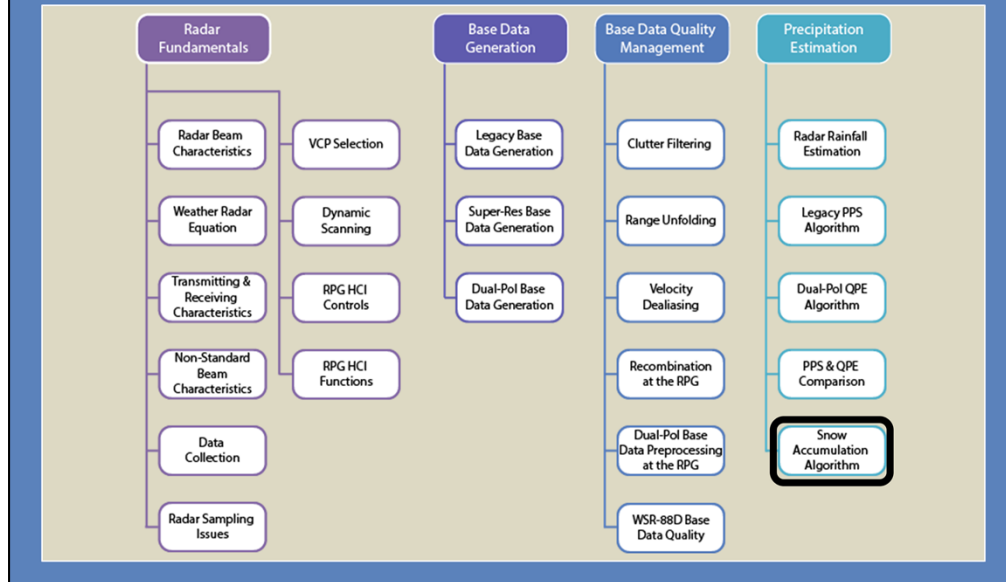 Radar
Fundamentals
Radar Beam
Characteristics
Weather Radar
Equation
Transmitting &
Receiving
Characteristics
Non-Standard
Beam
Characteristics
Data
Collection
Radar Sampling
Issues
VCP Selection
Dynamic
Scanning
RPG HCI
Controls
RPG HCI
Functions
Base Data
Generation
Legacy Base
Data Generation
Super-Res Base
Data Generation
Dual-Pol Base
Data Generation
Base Data Quality
Management
Clutter Filtering
Range Unfolding
Velocity
Dealiasing
Recombination
at the RPG
Dual-Pol Base
Data Preprocessing
at the RPG
WSR-88D Base
Data Quality
Precipitation
Estimation
Radar Rainfall
Estimation
Legacy PPS
Algorithm
Dual-Pol QPE
Algorithm
PPS & QPE
Comparison
Snow
Accumulation
Algorithm